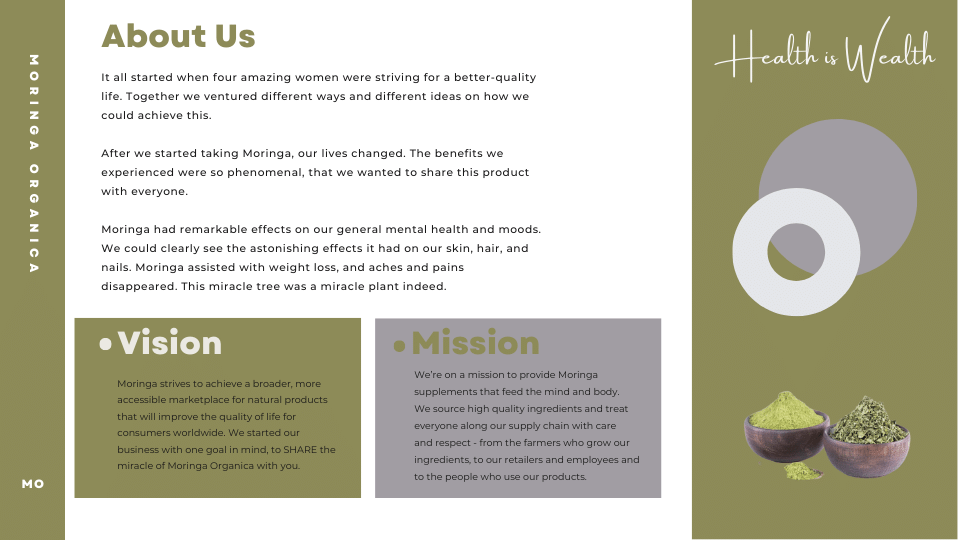 MORINGA ORGANICA
MO
About Us
It all started when four amazing women were striving for a better-quality
life. Together we ventured different ways and different ideas on how we
could achieve this.
After we started taking Moringa, our lives changed. The benefits we
experienced were so phenomenal, that we wanted to share this product
with everyone.
Moringa had remarkable effects on our general mental health and moods.
We could clearly see the astonishing effects it had on our skin, hair, and
nails. Moringa assisted with weight loss, and aches and pains
disappeared. This miracle tree was a miracle plant indeed.
• Vision
Moringa strives to achieve a broader, more
accessible marketplace for natural products
that will improve the quality of life for
consumers worldwide. We started our
business with one goal in mind, to SHARE the
miracle of Moringa Organica with you.
• Mission
We're on a mission to provide Moringa
supplements that feed the mind and body.
We source high quality ingredients and treat
everyone along our supply chain with care
and respect - from the farmers who grow our
ingredients, to our retailers and employees and
to the people who use our products.
Health is Wealth